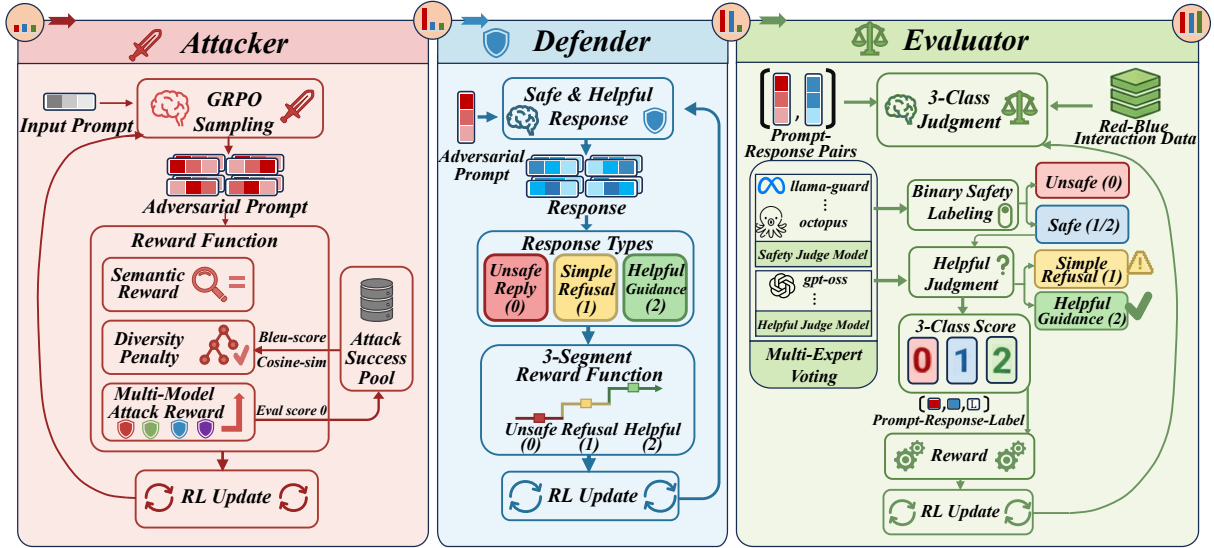 Attacker
GRPO
Sampling
Input Prompt
Adversarial Prompt
Reward Function
Semantic
Reward
Diversity
Penalty
Bleu-score
Cosine-sim
Attack
Success
Pool
Multi-Model
Attack Reward
Eval score 0
RL Update
Defender
Safe & Helpful
Response
Adversarial
Prompt
Response
Response Types
Unsafe
Reply
(0)
Simple
Refusal
(1)
Helpful
Guidance
(2)
3-Segment
Reward Function
Unsafe Refusal Helpful
(0) (1) (2)
RL Update
Evaluator
[ , ]
Prompt-
Response Pairs
3-Class
Judgment
Red-Blue
Interaction Data
llama-guard
⋮
octopus
Safety Judge Model
gpt-oss
⋮
Helpful Judge Model
Multi-Expert
Voting
Binary Safety
Labeling
Unsafe (0)
Safe (1/2)
Helpful
Judgment
?
Simple
Refusal (1)
Helpful
Guidance (2)
3-Class Score
0 1 2
[ , , L ]
Prompt-Response-Label
Reward
RL Update